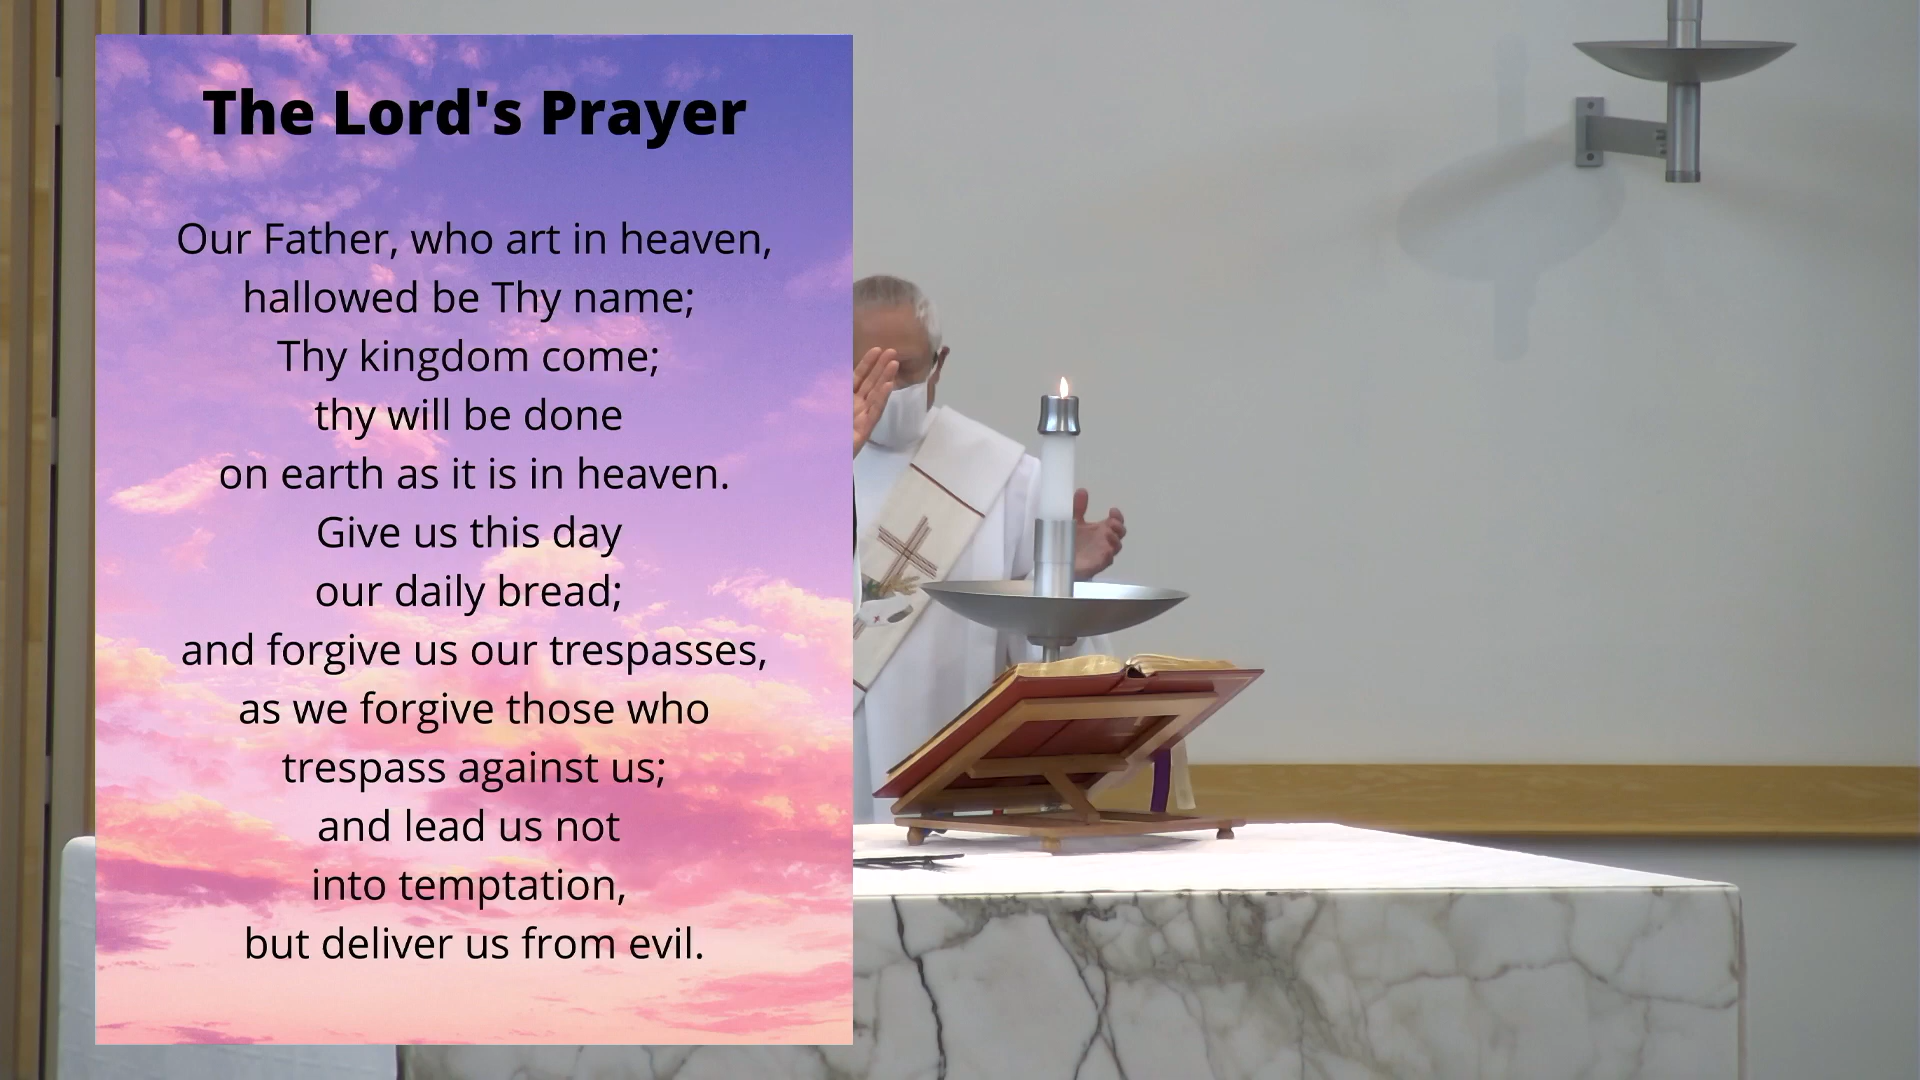 The Lord's Prayer
Our Father, who art in heaven,
hallowed be Thy name;
Thy kingdom come;
thy will be done
on earth as it is in heaven.
Give us this day
our daily bread;
and forgive us our trespasses,
as we forgive those who
trespass against us;
and lead us not
into temptation,
but deliver us from evil.